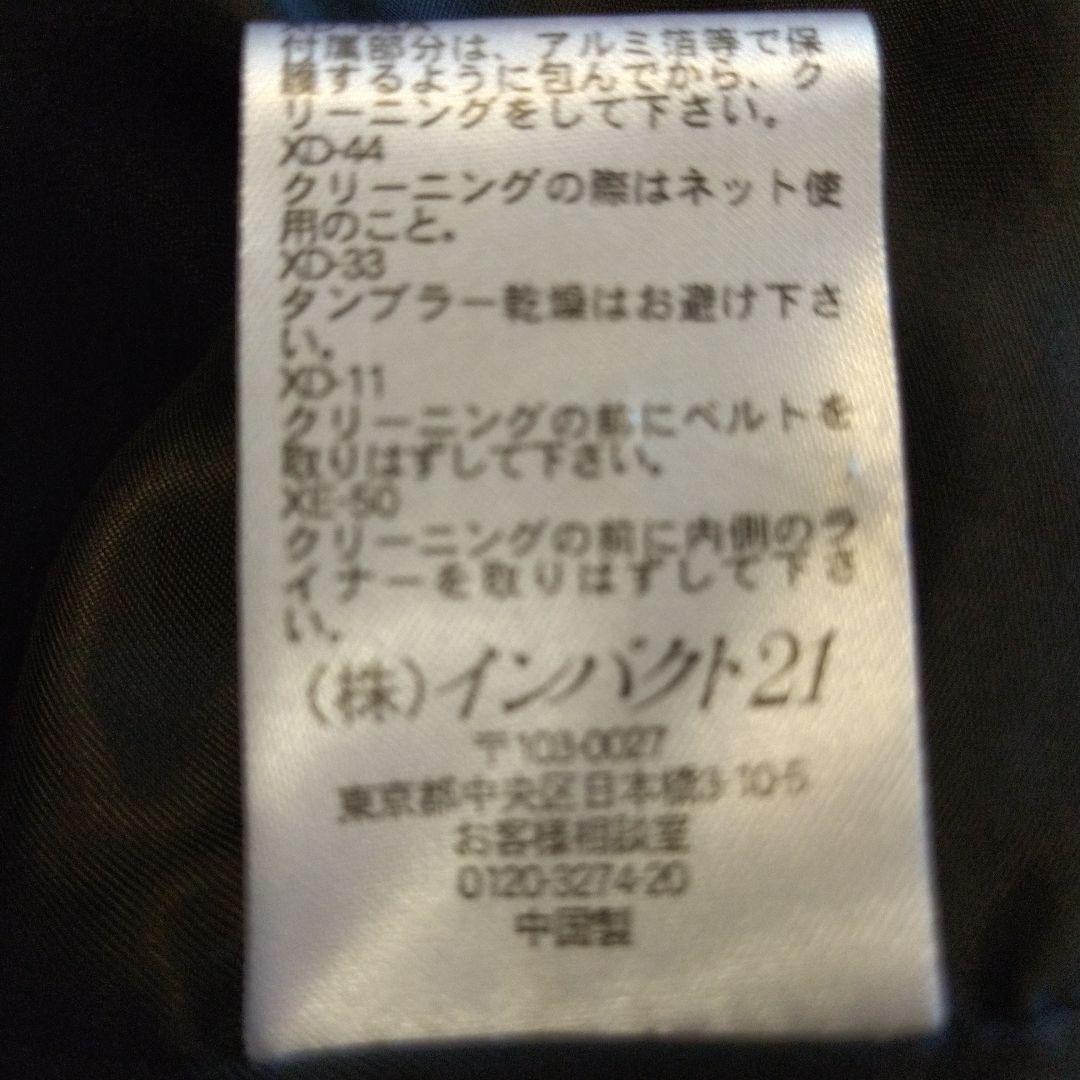 付属部分は、アルミ箔等で保
護するように包んでから、ク
リーニングをして下さい。
XD-44
クリーニングの際はネット使
用のこと。
XD-33
タンブラー乾燥はお避け下さ
い。
XD-11
クリーニングの前にベルトを
取りはずして下さい。
XE-50
クリーニングの前に内側のラ
イナーを取りはずして下さ
い。
(株)インパクト21
〒103-0027
東京都中央区日本橋3-10-5
お客様相談室
0120-3274-20
中国製